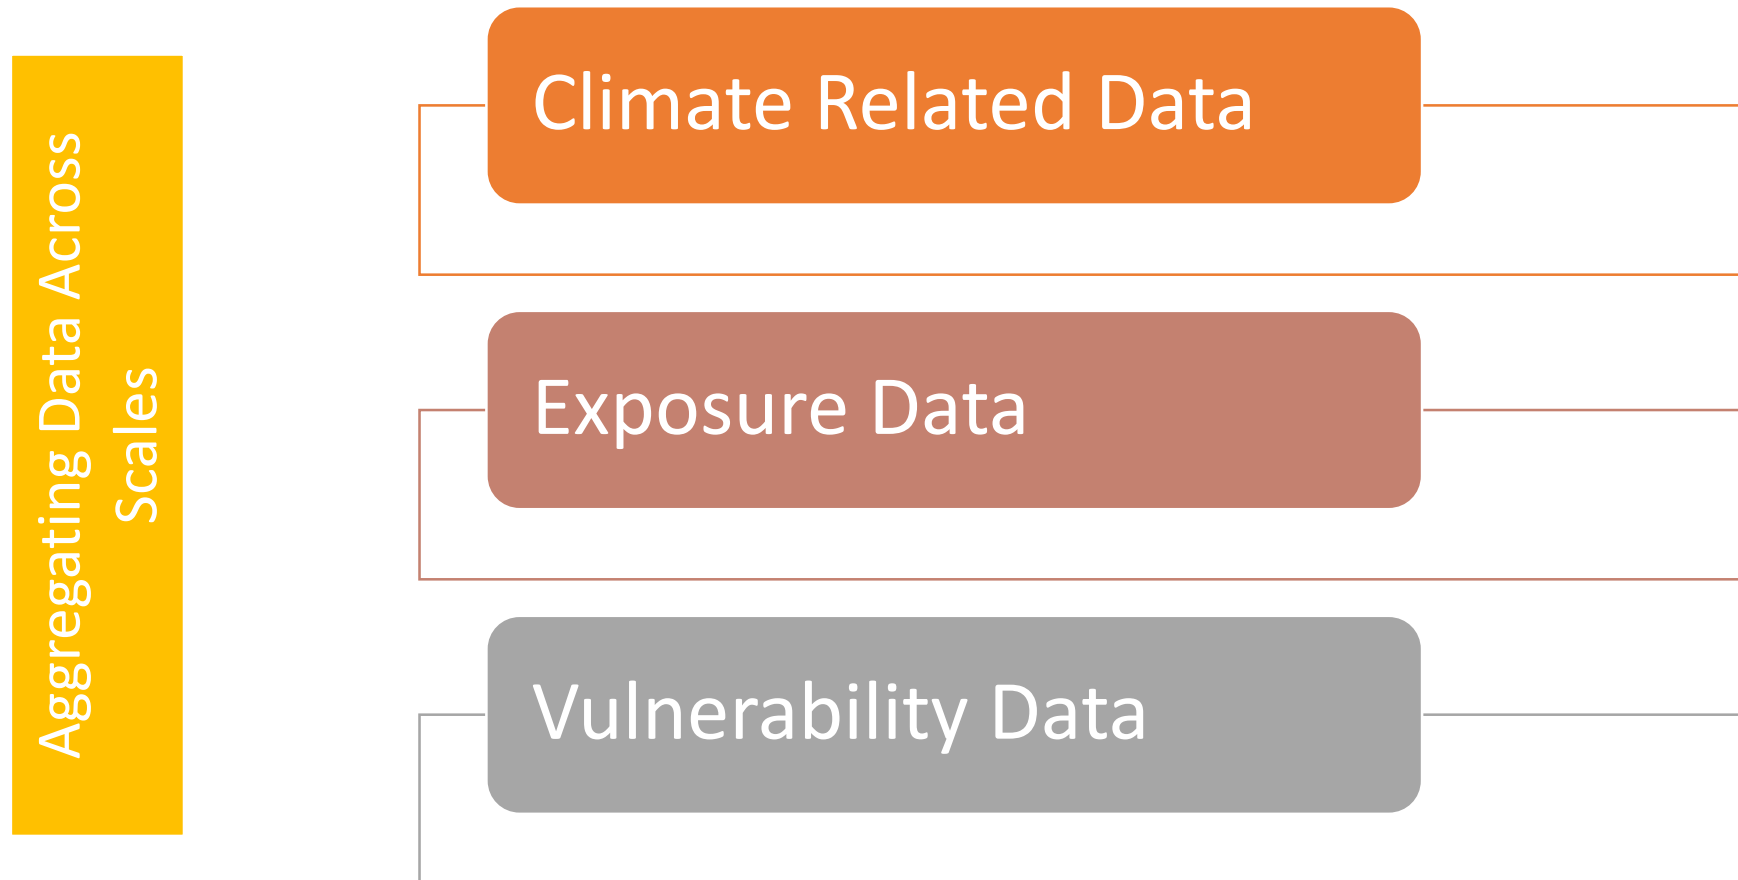 Aggregating Data Across
Scales
Climate Related Data
Exposure Data
Vulnerability Data